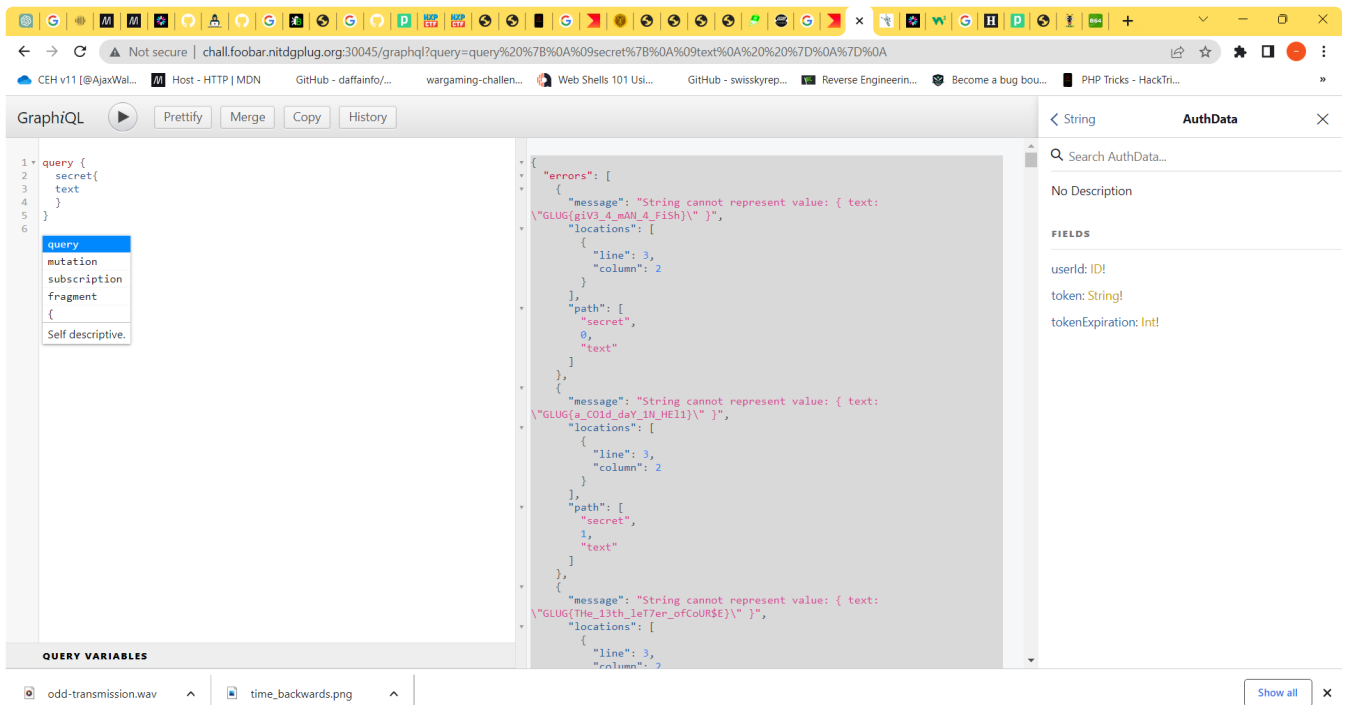 HXP CTF
HXP CTF
864
Not secure | chall.foobar.nitdgplug.org:30045/graphql?query=query%20%7B%0A%09secret%7B%0A%09text%0A%20%20%7D%0A%7D%0A
CEH v11 [@AjaxWal...
Host - HTTP | MDN
GitHub - daffainfo/...
wargaming-challen...
Web Shells 101 Usi...
GitHub - swisskyrep...
Reverse Engineerin...
Become a bug bou...
PHP Tricks - HackTri...
»
GraphiQL
Prettify
Merge
Copy
History
1 query {
2 secret{
3 text
4 }
5 }
6
query
mutation
subscription
fragment
{
Self descriptive.
QUERY VARIABLES
{
"errors": [
{
"message": "String cannot represent value: { text:
\"GLUG{giV3_4_mAN_4_FiSh}\" }",
"locations": [
{
"line": 3,
"column": 2
}
],
"path": [
"secret",
0,
"text"
]
},
{
"message": "String cannot represent value: { text:
\"GLUG{a_CO1d_daY_1N_HEl1}\" }",
"locations": [
{
"line": 3,
"column": 2
}
],
"path": [
"secret",
1,
"text"
]
},
{
"message": "String cannot represent value: { text:
\"GLUG{THe_13th_leT7er_ofCoUR$E}\" }",
"locations": [
{
"line": 3,
"column": 2
String
AuthData
Search AuthData...
No Description
FIELDS
userId: ID!
token: String!
tokenExpiration: Int!
odd-transmission.wav
time_backwards.png
Show all